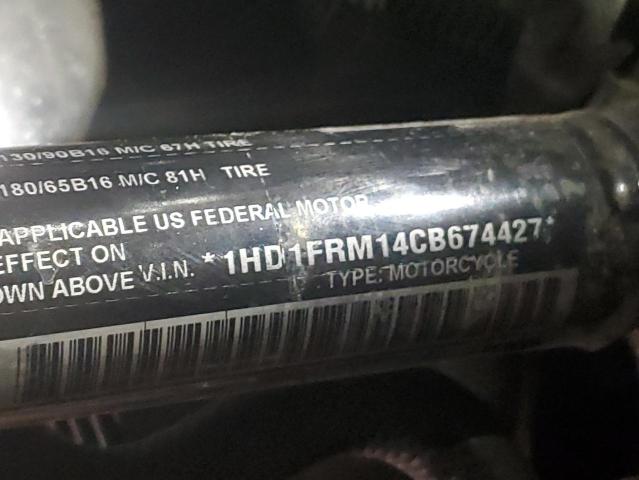 130/90B16 M/C 67H TIRE
180/65B16 M/C 81H TIRE
APPLICABLE US FEDERAL MOTOR
EFFECT ON
OWN ABOVE V.I.N. *1HD1FRM14CB674427*
TYPE: MOTORCYCLE